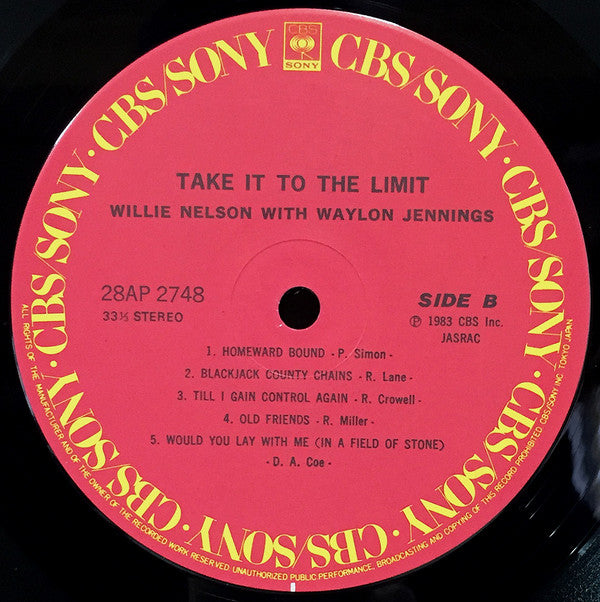 CBS
SONY
CBS/SONY · CBS/SONY · CBS/SONY · CBS/SONY · CBS/SONY · CBS/SONY · CBS/SONY · CBS/SONY
TAKE IT TO THE LIMIT
WILLIE NELSON WITH WAYLON JENNINGS
28AP 2748
33⅓ STEREO
SIDE B
Ⓟ 1983 CBS Inc.
JASRAC
1. HOMEWARD BOUND - P. Simon -
2. BLACKJACK COUNTY CHAINS - R. Lane -
3. TILL I GAIN CONTROL AGAIN - R. Crowell -
4. OLD FRIENDS - R. Miller -
5. WOULD YOU LAY WITH ME (IN A FIELD OF STONE)
- D. A. Coe -
ALL RIGHTS OF THE MANUFACTURER AND OF THE OWNER OF THE RECORDED WORK RESERVED UNAUTHORIZED PUBLIC PERFORMANCE, BROADCASTING AND COPYING OF THIS RECORD PROHIBITED CBS/SONY INC. TOKYO JAPAN